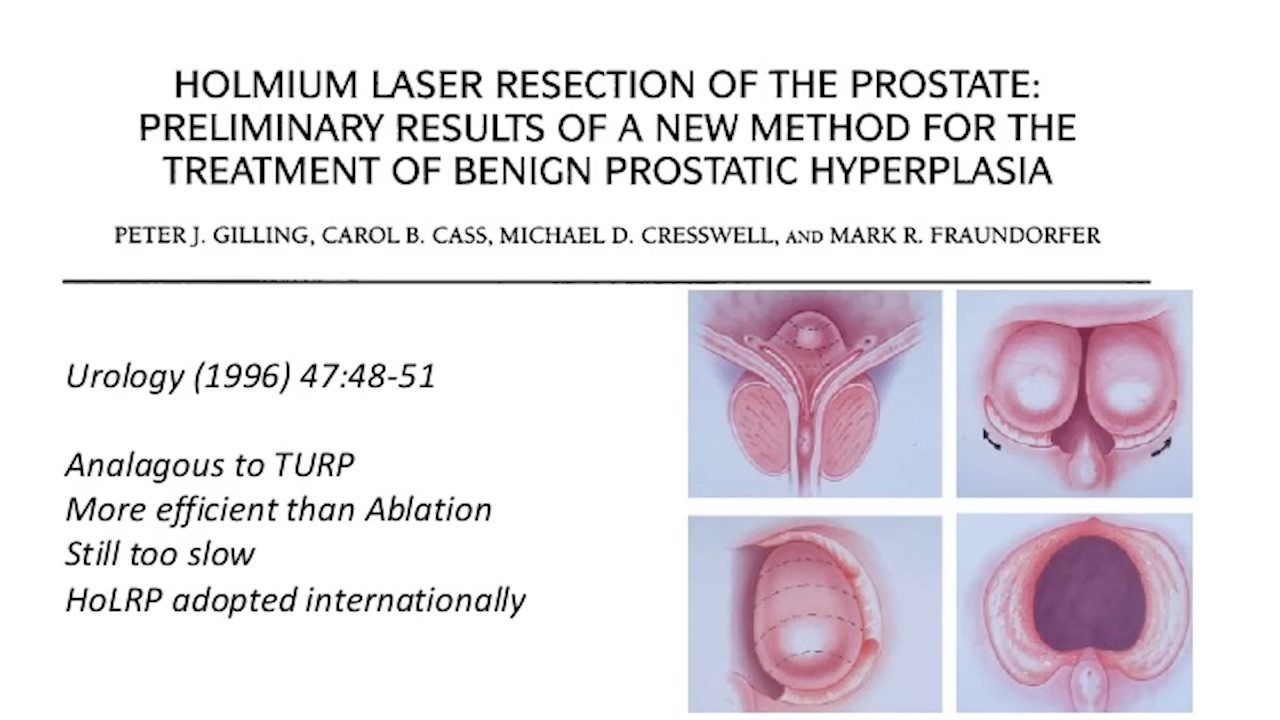 HOLMIUM LASER RESECTION OF THE PROSTATE:
PRELIMINARY RESULTS OF A NEW METHOD FOR THE
TREATMENT OF BENIGN PROSTATIC HYPERPLASIA
PETER J. GILLING, CAROL B. CASS, MICHAEL D. CRESSWELL, AND MARK R. FRAUNDORFER
Urology (1996) 47:48-51
Analagous to TURP
More efficient than Ablation
Still too slow
HoLRP adopted internationally